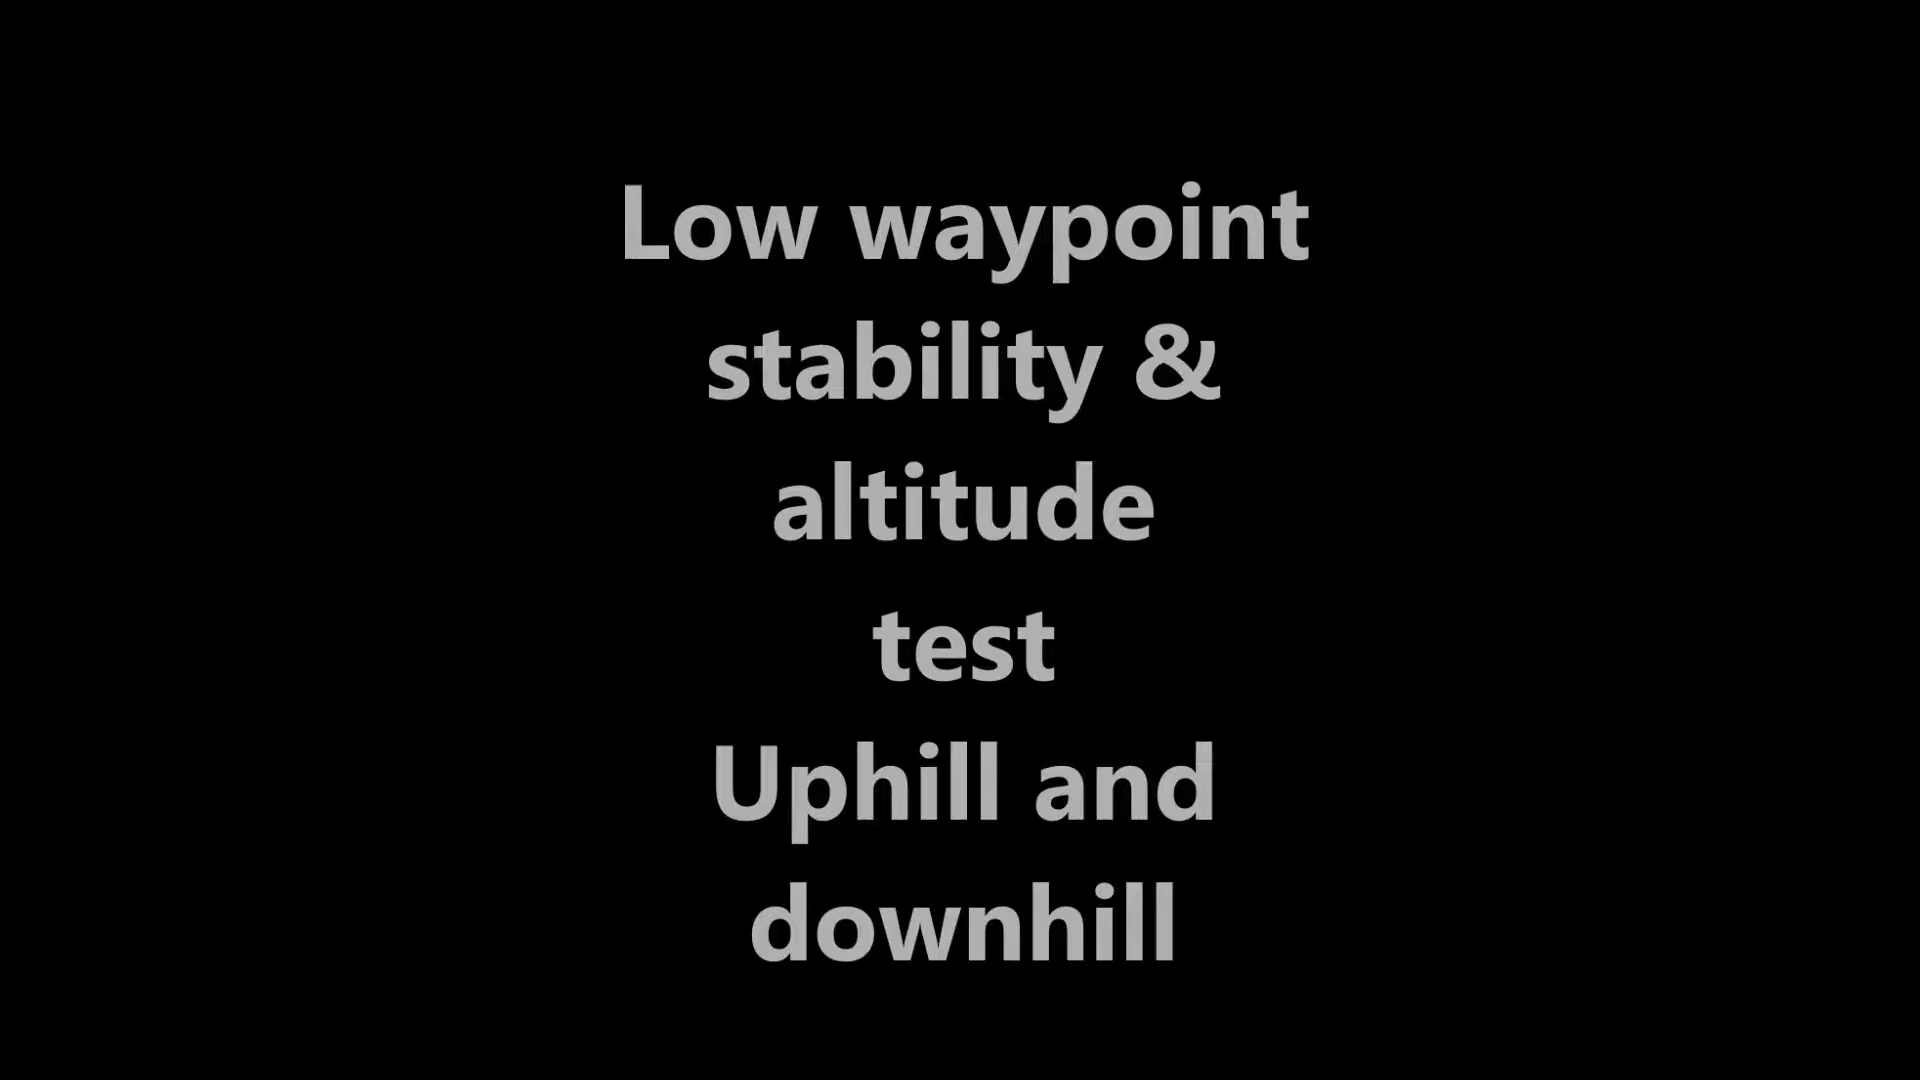 Low waypoint
stability &
altitude
test
Uphill and
downhill